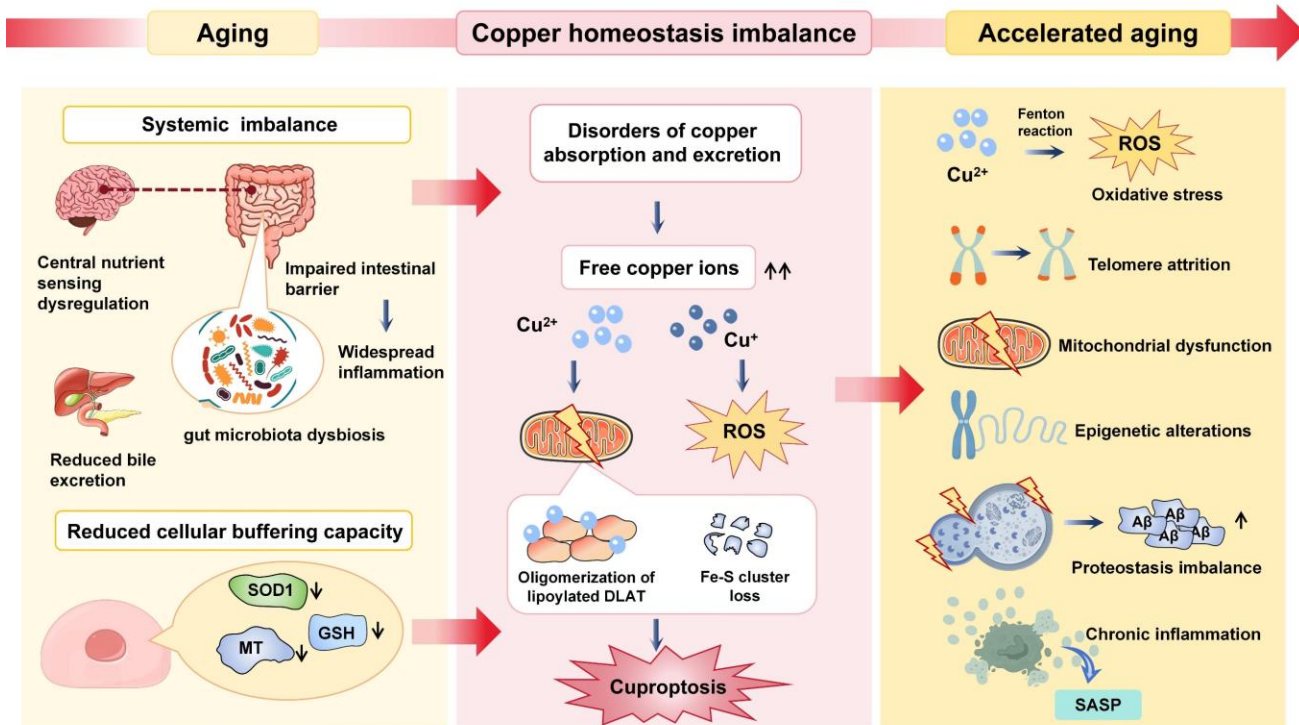 Aging
Copper homeostasis imbalance
Accelerated aging
Systemic imbalance
Central nutrient
sensing
dysregulation
Impaired intestinal
barrier
Widespread
inflammation
gut microbiota dysbiosis
Reduced bile
excretion
Reduced cellular buffering capacity
SOD1 ↓
GSH ↓
MT ↓
Disorders of copper
absorption and excretion
Free copper ions ↑↑
Cu²⁺
Cu⁺
ROS
Oligomerization of
lipoylated DLAT
Fe-S cluster
loss
Cuproptosis
Fenton
reaction
Cu²⁺
ROS
Oxidative stress
Telomere attrition
Mitochondrial dysfunction
Epigenetic alterations
Aβ
Aβ Aβ Aβ ↑
Proteostasis imbalance
Chronic inflammation
SASP